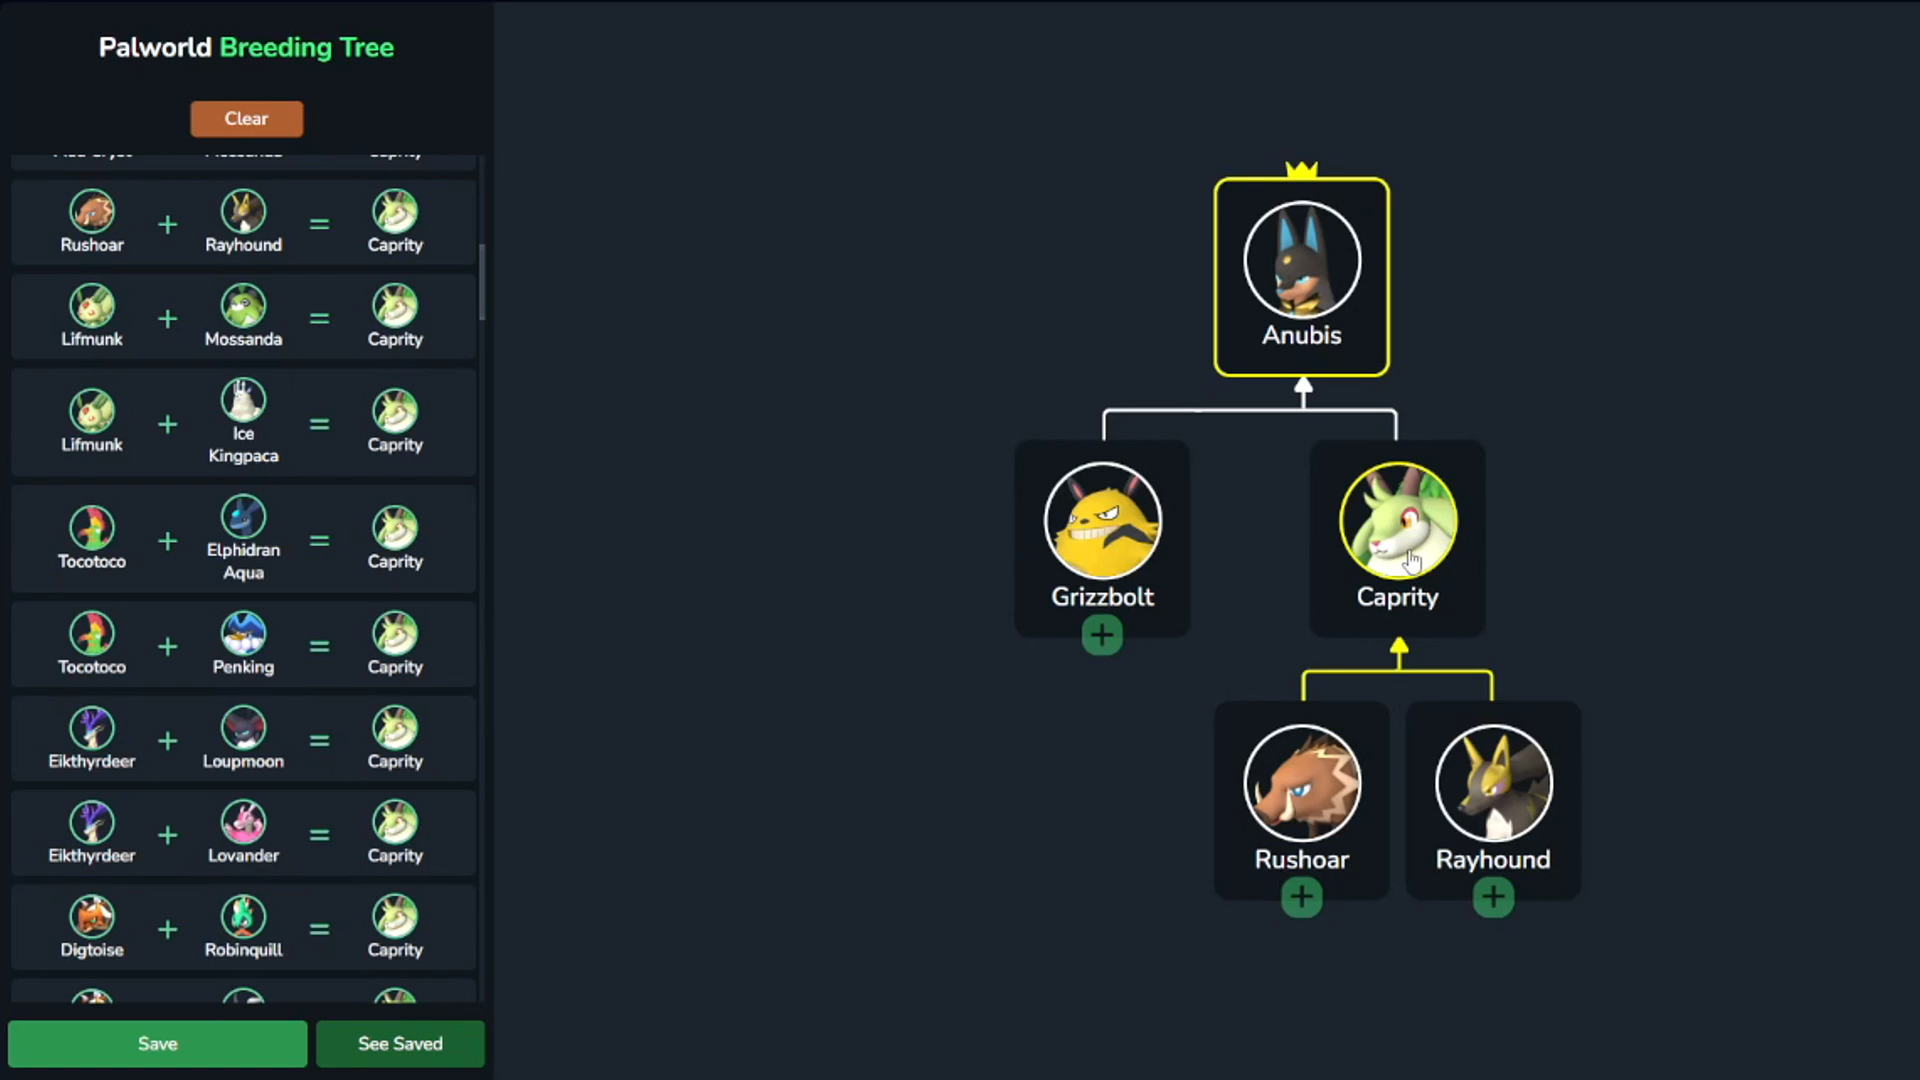 Palworld Breeding Tree
Clear
Caprity
Rushoar + Rayhound = Caprity
Lifmunk + Mossanda = Caprity
Lifmunk + Ice Kingpaca = Caprity
Tocotoco + Elphidran Aqua = Caprity
Tocotoco + Penking = Caprity
Eikthyrdeer + Loupmoon = Caprity
Eikthyrdeer + Lovander = Caprity
Digtoise + Robinquill = Caprity
Save
See Saved
Anubis
Grizzbolt
+
Caprity
Rushoar
+
Rayhound
+